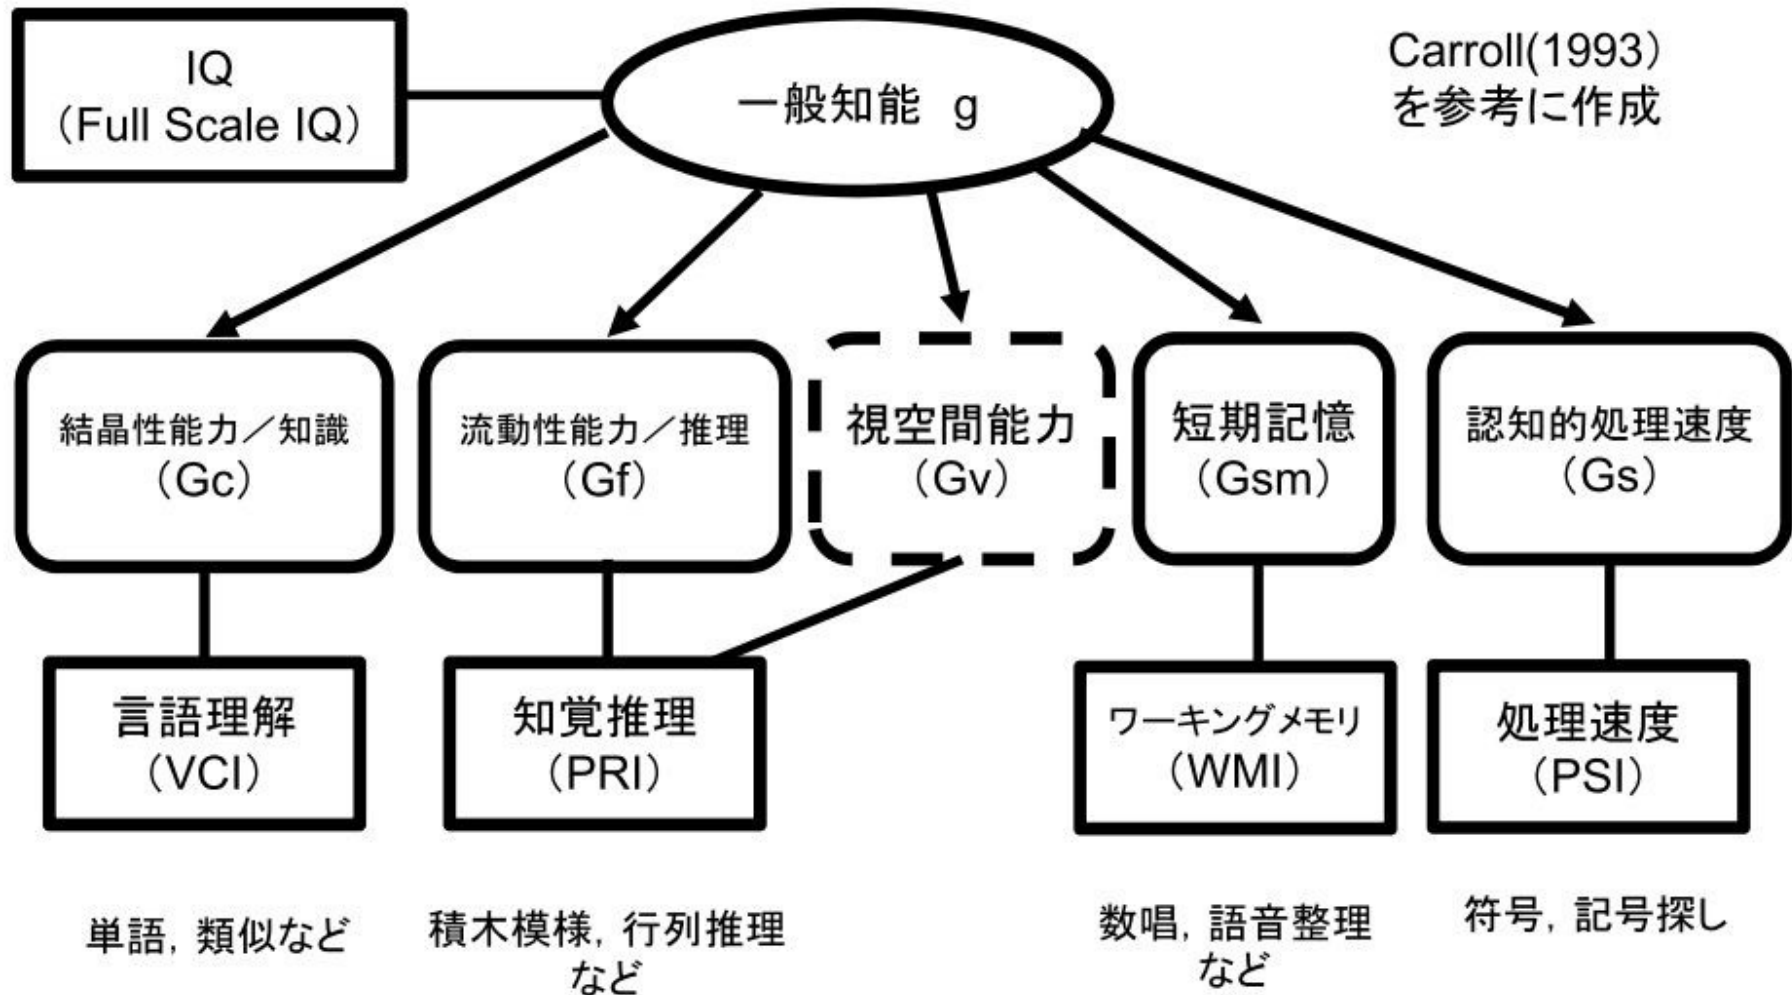 IQ
（Full Scale IQ）
一般知能　g
Carroll(1993)
を参考に作成
結晶性能力／知識
（Gc）
流動性能力／推理
（Gf）
視空間能力
（Gv）
短期記憶
（Gsm）
認知的処理速度
（Gs）
言語理解
（VCI）
知覚推理
（PRI）
ワーキングメモリ
（WMI）
処理速度
（PSI）
単語, 類似など
積木模様, 行列推理
など
数唱, 語音整理
など
符号, 記号探し